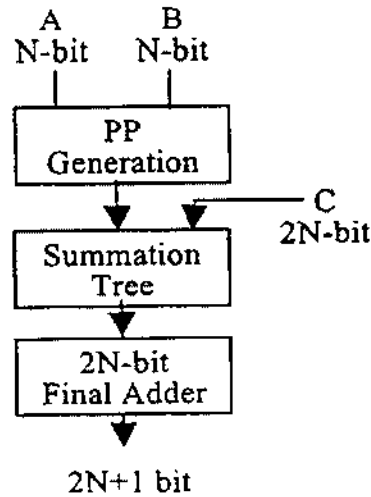 A
N-bit
B
N-bit
PP
Generation
C
2N-bit
Summation
Tree
2N-bit
Final Adder
2N+1 bit